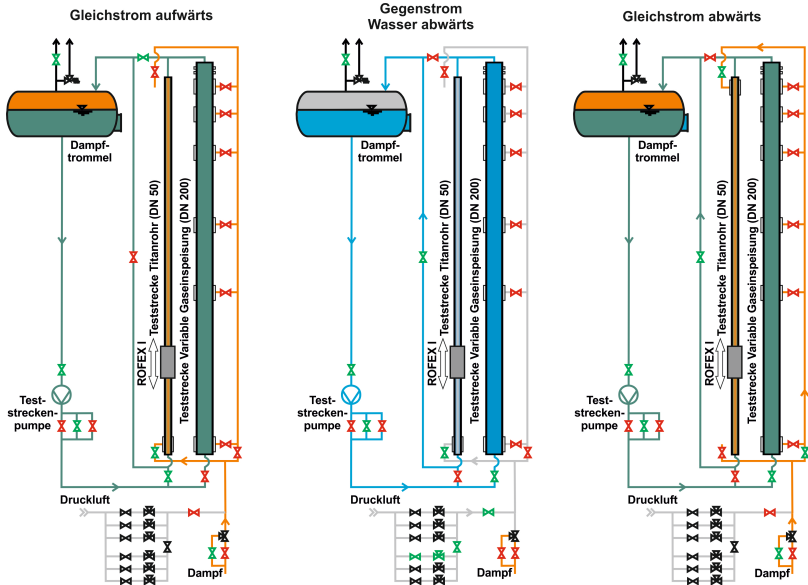 Gleichstrom aufwärts
Dampf-
trommel
ROFEX I
Teststrecke Titanrohr (DN 50)
Teststrecke Variable Gaseinspeisung (DN 200)
Test-
strecken-
pumpe
Druckluft
Dampf
Gegenstrom
Wasser abwärts
Dampf-
trommel
ROFEX I
Teststrecke Titanrohr (DN 50)
Teststrecke Variable Gaseinspeisung (DN 200)
Test-
strecken-
pumpe
Druckluft
Dampf
Gleichstrom abwärts
Dampf-
trommel
ROFEX I
Teststrecke Titanrohr (DN 50)
Teststrecke Variable Gaseinspeisung (DN 200)
Test-
strecken-
pumpe
Druckluft
Dampf